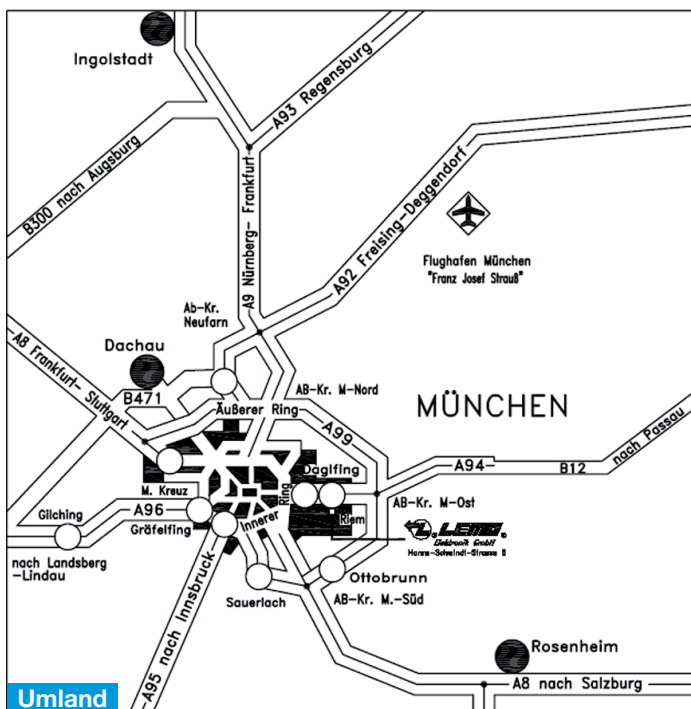 Ingolstadt
A93 Regensburg
B300 nach Augsburg
A9 Nürnberg- Frankfurt
A92 Freising-Deggendorf
Flughafen München
"Franz Josef Strauß"
Ab-Kr.
Neufarn
A8 Frankfurt- Stuttgart
Dachau
B471
AB-Kr. M-Nord
MÜNCHEN
Äußerer Ring
A99
nach Passau
Daglfing
A94
B12
M. Kreuz
Ring
AB-Kr. M-Ost
Gilching
A96
Gräfelfing
Innerer
Riem
LEMO
Elektronik GmbH
nach Landsberg
-Lindau
A95 nach Innsbruck
Sauerlach
Ottobrunn
AB-Kr. M.-Süd
Rosenheim
A8 nach Salzburg
Umland